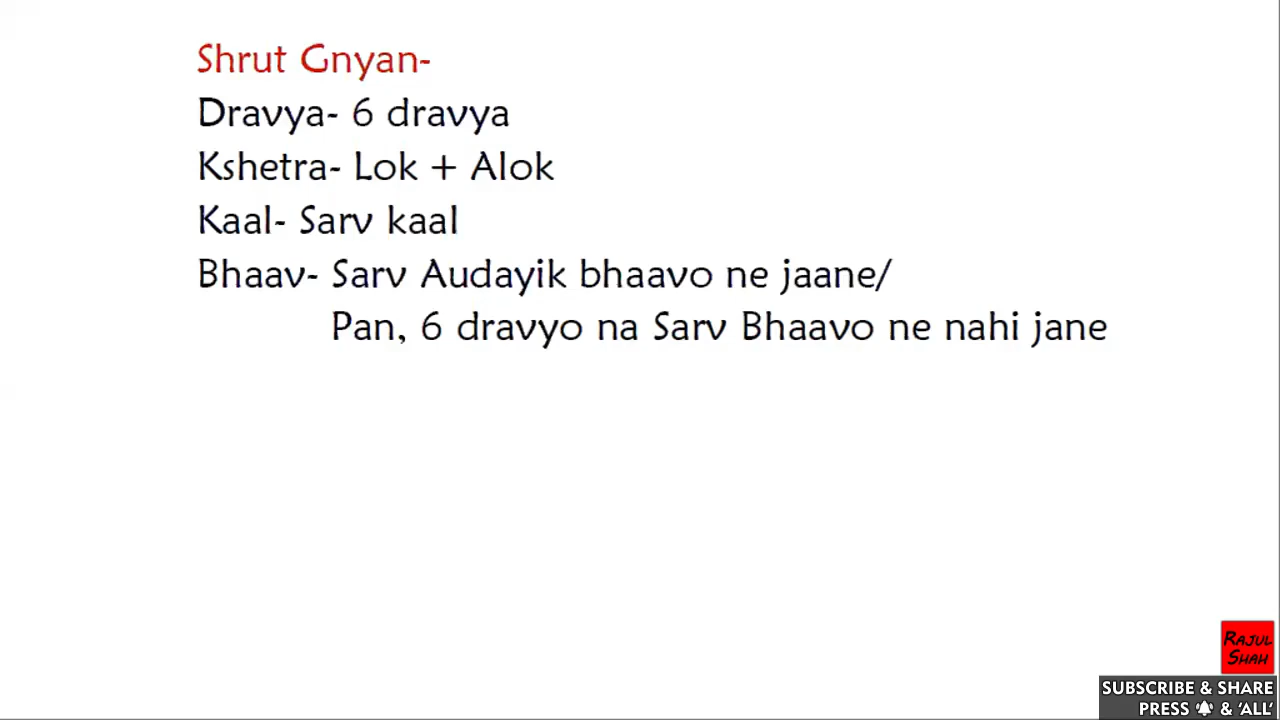 Shrut Gnyan-
Dravya- 6 dravya
Kshetra- Lok + Alok
Kaal- Sarv kaal
Bhaav- Sarv Audayik bhaavo ne jaane/
Pan, 6 dravyo na Sarv Bhaavo ne nahi jane
RAJUL
SHAH
SUBSCRIBE & SHARE
PRESS 🔔 & 'ALL'